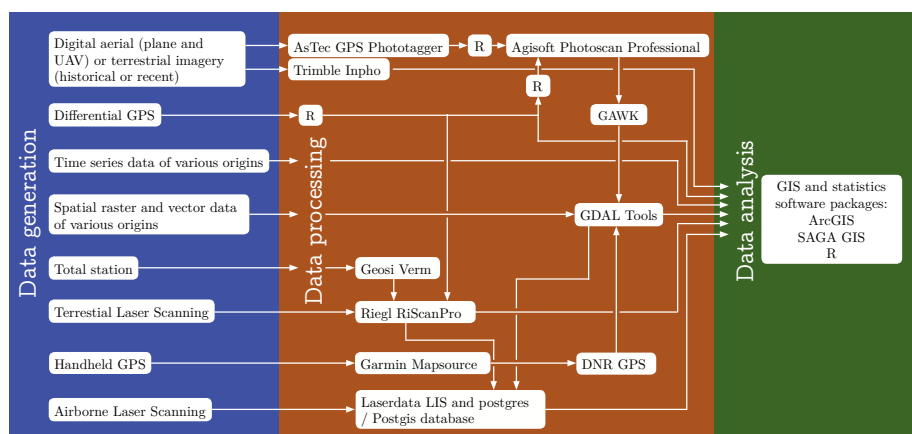 Data generation
Digital aerial (plane and
UAV) or terrestrial imagery
(historical or recent)
Differential GPS
Time series data of various origins
Spatial raster and vector data
of various origins
Total station
Terrestial Laser Scanning
Handheld GPS
Airborne Laser Scanning
Data processing
AsTec GPS Phototagger
R
Agisoft Photoscan Professional
Trimble Inpho
R
R
GAWK
GDAL Tools
Geosi Verm
Riegl RiScanPro
Garmin Mapsource
DNR GPS
Laserdata LIS and postgres
/ Postgis database
Data analysis
GIS and statistics
software packages:
ArcGIS
SAGA GIS
R